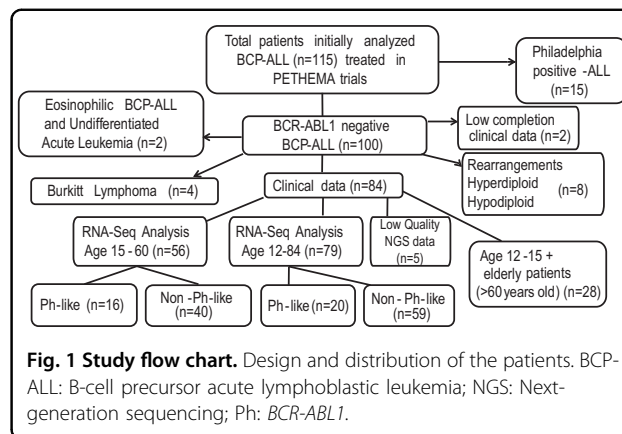 Total patients initially analyzed
BCP-ALL (n=115) treated in
PETHEMA trials
Philadelphia
positive -ALL
(n=15)
Eosinophilic BCP-ALL
and Undifferentiated
Acute Leukemia (n=2)
BCR-ABL1 negative
BCP-ALL (n=100)
Low completion
clinical data (n=2)
Burkitt Lymphoma (n=4)
Clinical data (n=84)
Rearrangements
Hyperdiploid (n=8)
Hypodiploid
RNA-Seq Analysis
Age 15-60 (n=56)
RNA-Seq Analysis
Age 12-84 (n=79)
Low Quality
NGS data
(n=5)
Age 12 -15 +
elderly patients
(>60 years old) (n=28)
Ph-like (n=16)
Non -Ph-like
(n=40)
Ph-like (n=20)
Non - Ph-like
(n=59)
Fig. 1 Study flow chart. Design and distribution of the patients. BCP-
ALL: B-cell precursor acute lymphoblastic leukemia; NGS: Next-
generation sequencing; Ph: BCR-ABL1.